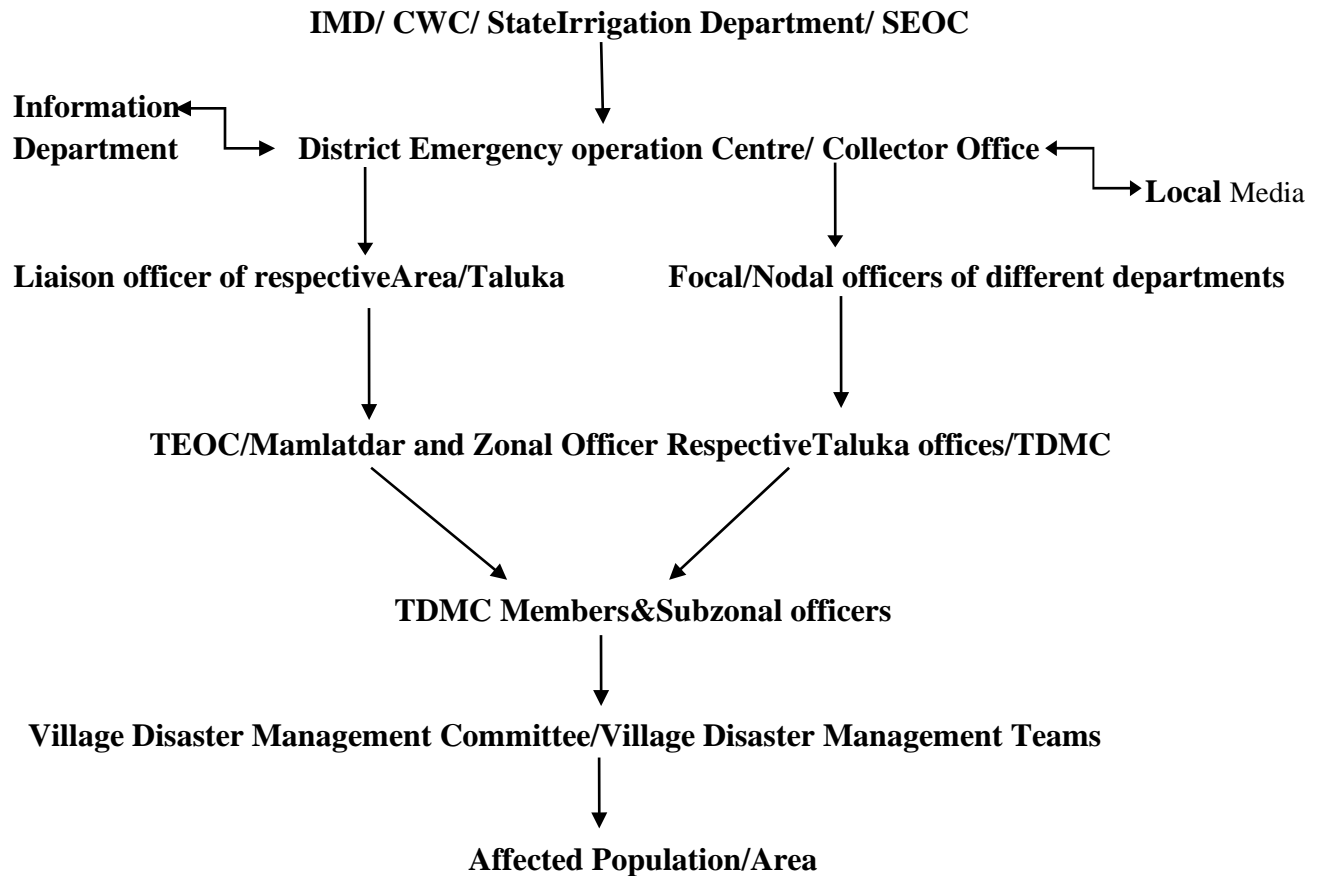 IMD/ CWC/ StateIrrigation Department/ SEOC
Information
Department
District Emergency operation Centre/ Collector Office
Local Media
Liaison officer of respectiveArea/Taluka
Focal/Nodal officers of different departments
TEOC/Mamlatdar and Zonal Officer RespectiveTaluka offices/TDMC
TDMC Members&Subzonal officers
Village Disaster Management Committee/Village Disaster Management Teams
Affected Population/Area